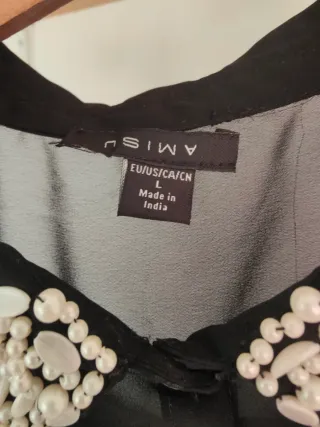 AMISU
EU/US/CA/CN
L
Made in
India